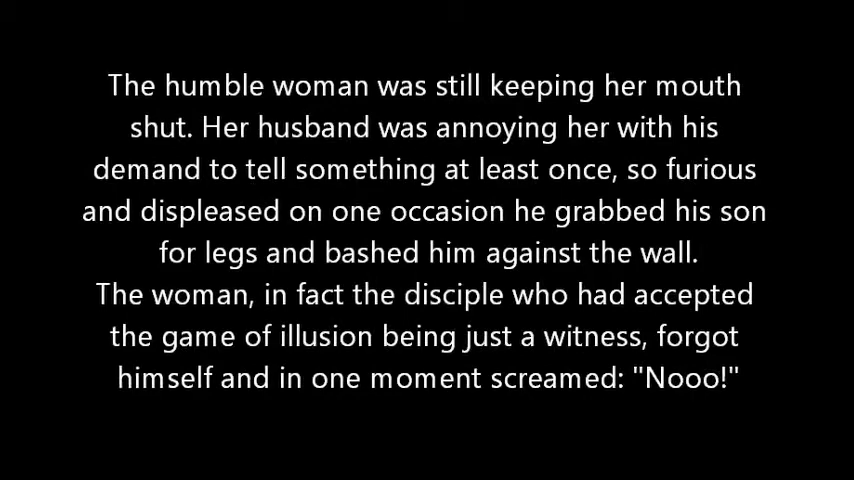 The humble woman was still keeping her mouth
shut. Her husband was annoying her with his
demand to tell something at least once, so furious
and displeased on one occasion he grabbed his son
for legs and bashed him against the wall.
The woman, in fact the disciple who had accepted
the game of illusion being just a witness, forgot
himself and in one moment screamed: "Nooo!"